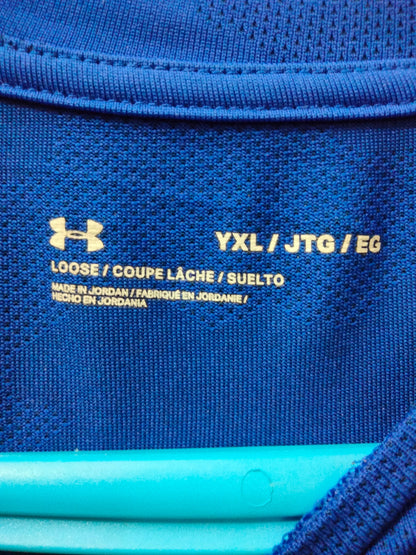 YXL / JTG / EG
LOOSE / COUPE LÂCHE / SUELTO
MADE IN JORDAN / FABRIQUÉ EN JORDANIE /
HECHO EN JORDANIA